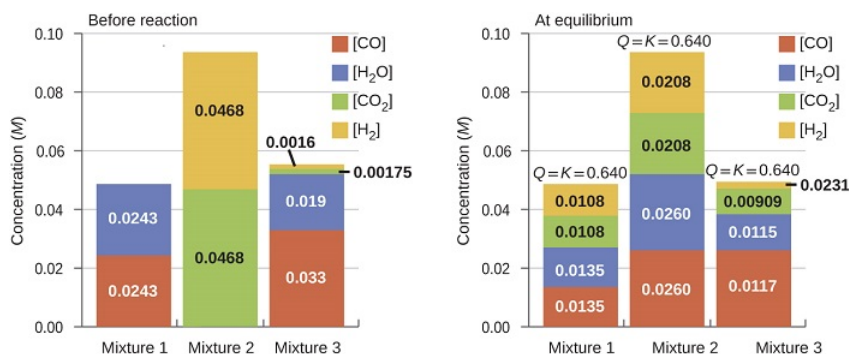 Before reaction
0.10
0.08
0.06
0.04
0.02
0.00
Concentration (M)
[CO]
[H₂O]
[CO₂]
[H₂]
0.0243
0.0243
0.0468
0.0468
0.0016
0.00175
0.019
0.033
Mixture 1
Mixture 2
Mixture 3
At equilibrium
0.10
0.08
0.06
0.04
0.02
0.00
Concentration (M)
[CO]
[H₂O]
[CO₂]
[H₂]
Q=K=0.640
0.0108
0.0108
0.0135
0.0135
Q=K=0.640
0.0208
0.0208
0.0260
0.0260
Q=K=0.640
0.0231
0.00909
0.0115
0.0117
Mixture 1
Mixture 2
Mixture 3